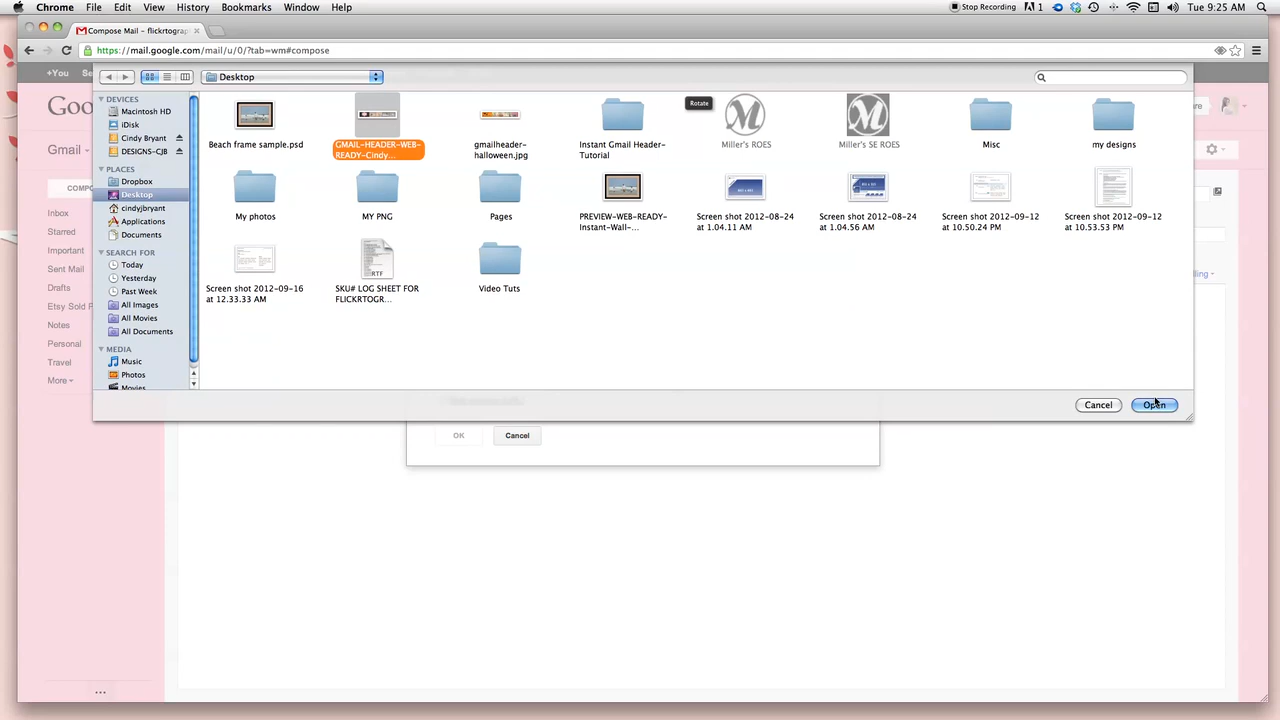 Chrome File Edit View History Bookmarks Window Help
Stop Recording 1 Tue 9:25 AM
Compose Mail - flickrtograp
https://mail.google.com/mail/u/0/?tab=wm#compose
+You Se
Desktop
DEVICES
Macintosh HD
iDisk
Cindy Bryant
DESIGNS-CJB
PLACES
Dropbox
Desktop
cindyjbryant
Applications
Documents
SEARCH FOR
Today
Yesterday
Past Week
All Images
All Movies
All Documents
MEDIA
Music
Photos
Movies
Beach frame sample.psd
GMAIL-HEADER-WEB-
READY-Cindy...
gmailheader-
halloween.jpg
Instant Gmail Header-
Tutorial
Rotate
Miller's ROES
Miller's SE ROES
Misc
my designs
My photos
MY PNG
Pages
PREVIEW-WEB-READY-
Instant-Wall-...
Screen shot 2012-08-24
at 1.04.11 AM
Screen shot 2012-08-24
at 1.04.56 AM
Screen shot 2012-09-12
at 10.50.24 PM
Screen shot 2012-09-12
at 10.53.53 PM
Screen shot 2012-09-16
at 12.33.33 AM
RTF
SKU# LOG SHEET FOR
FLICKRTOGR...
Video Tuts
Cancel Open
Goo
Gmail
COMPO
Inbox
Starred
Important
Sent Mail
Drafts
Etsy Sold P
Notes
Personal
Travel
More
OK Cancel